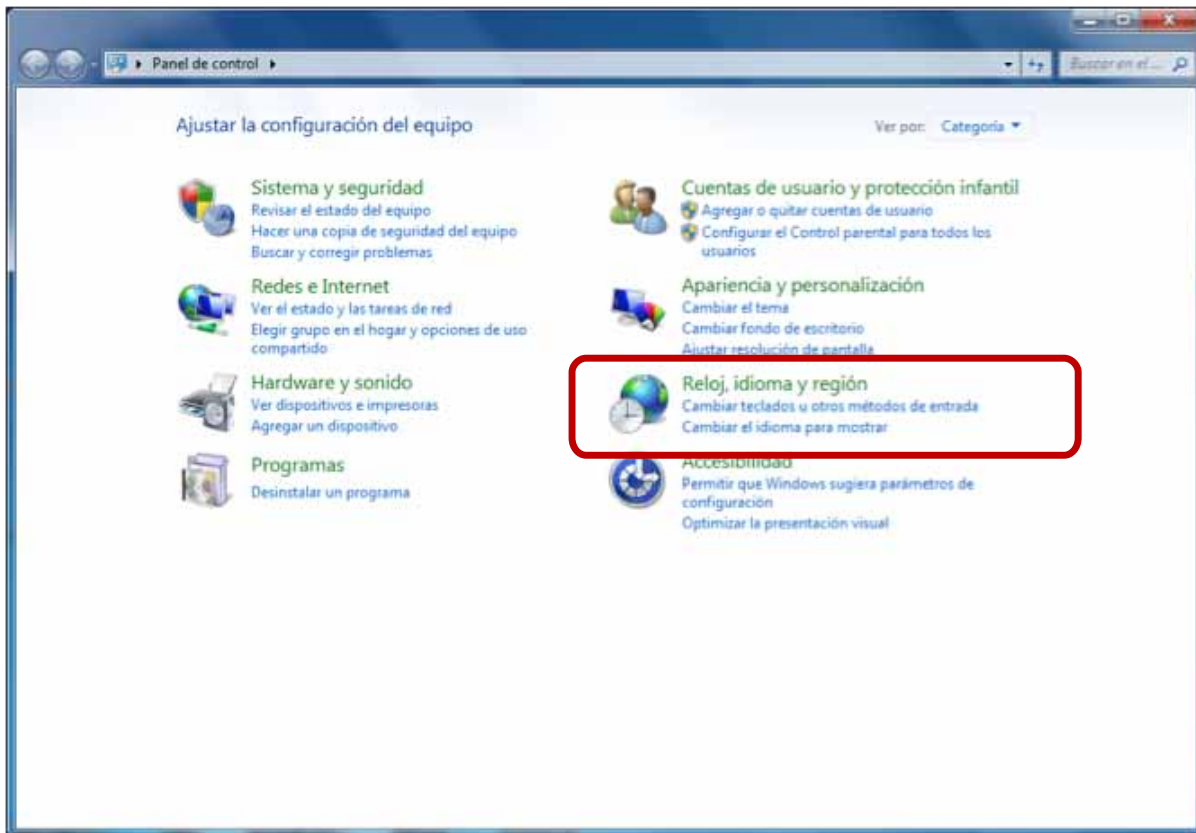 Panel de control
Buscar en el ...
Ajustar la configuración del equipo
Ver por: Categoría
Sistema y seguridad
Revisar el estado del equipo
Hacer una copia de seguridad del equipo
Buscar y corregir problemas
Redes e Internet
Ver el estado y las tareas de red
Elegir grupo en el hogar y opciones de uso
compartido
Hardware y sonido
Ver dispositivos e impresoras
Agregar un dispositivo
Programas
Desinstalar un programa
Cuentas de usuario y protección infantil
Agregar o quitar cuentas de usuario
Configurar el Control parental para todos los
usuarios
Apariencia y personalización
Cambiar el tema
Cambiar fondo de escritorio
Ajustar resolución de pantalla
Reloj, idioma y región
Cambiar teclados u otros métodos de entrada
Cambiar el idioma para mostrar
Accesibilidad
Permitir que Windows sugiera parámetros de
configuración
Optimizar la presentación visual